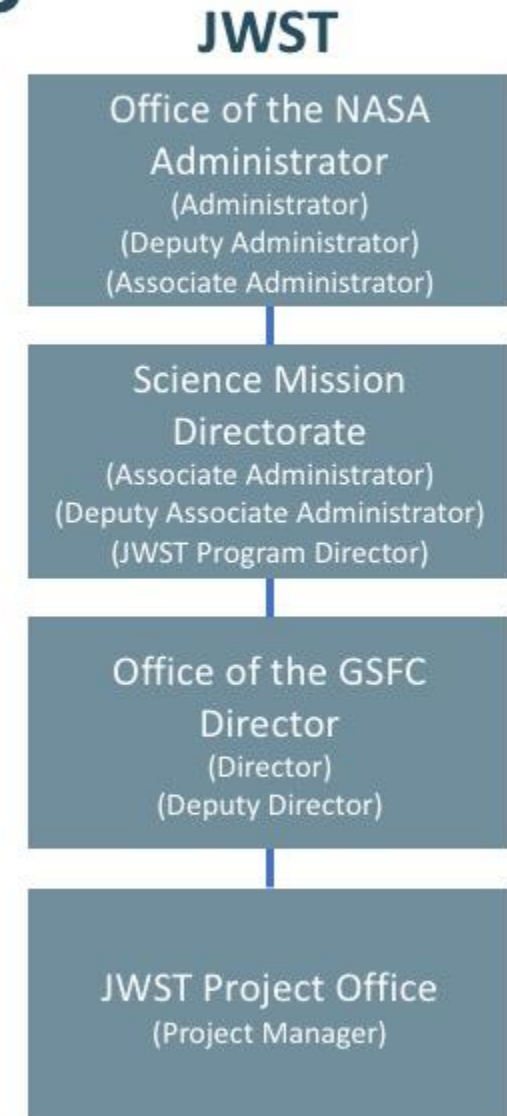 JWST
Office of the NASA
Administrator
(Administrator)
(Deputy Administrator)
(Associate Administrator)
Science Mission
Directorate
(Associate Administrator)
(Deputy Associate Administrator)
(JWST Program Director)
Office of the GSFC
Director
(Director)
(Deputy Director)
JWST Project Office
(Project Manager)